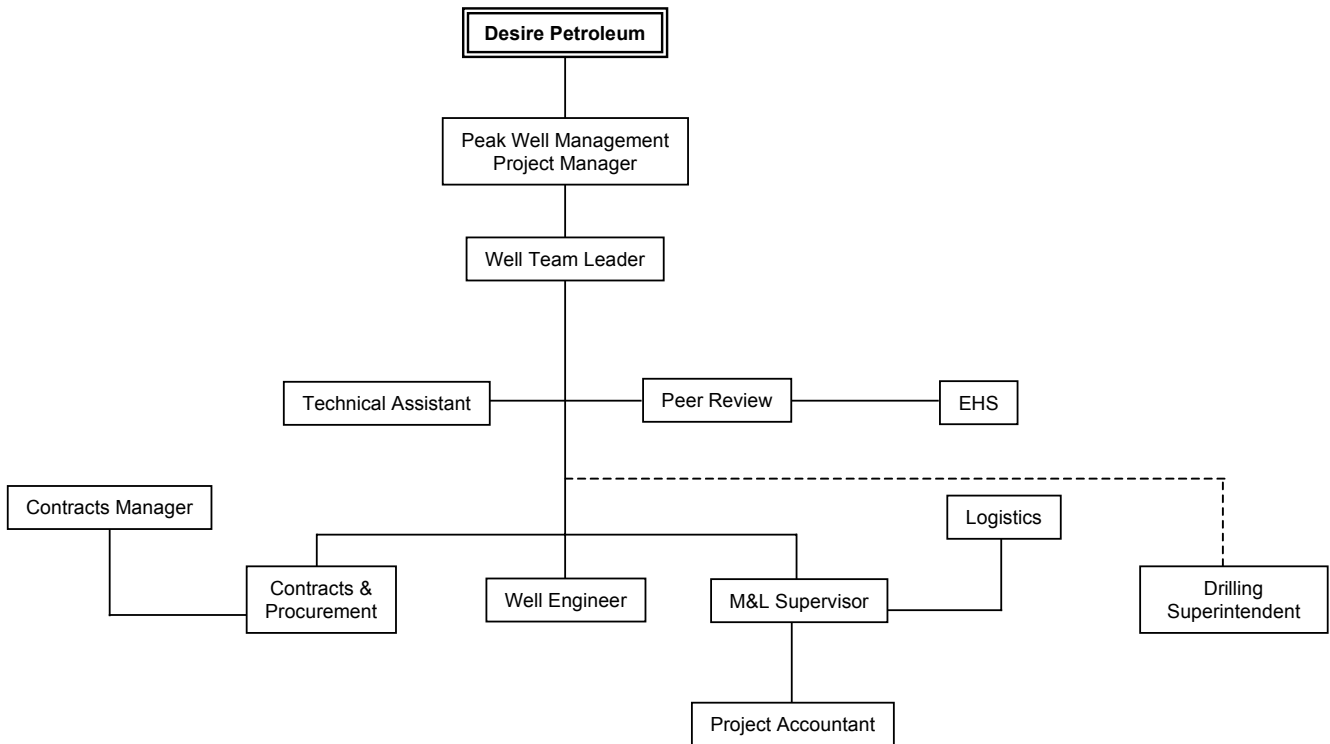 Desire Petroleum
Peak Well Management
Project Manager
Well Team Leader
Technical Assistant
Peer Review
EHS
Contracts Manager
Logistics
Contracts &
Procurement
Well Engineer
M&L Supervisor
Drilling
Superintendent
Project Accountant